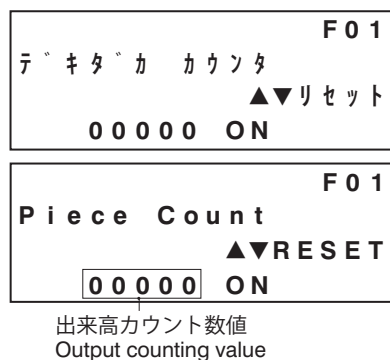 F01
デキダカ カウンタ
▲▼リセット
00000 ON
F01
Piece Count
▲▼RESET
00000 ON
出来高カウント数値
Output counting value